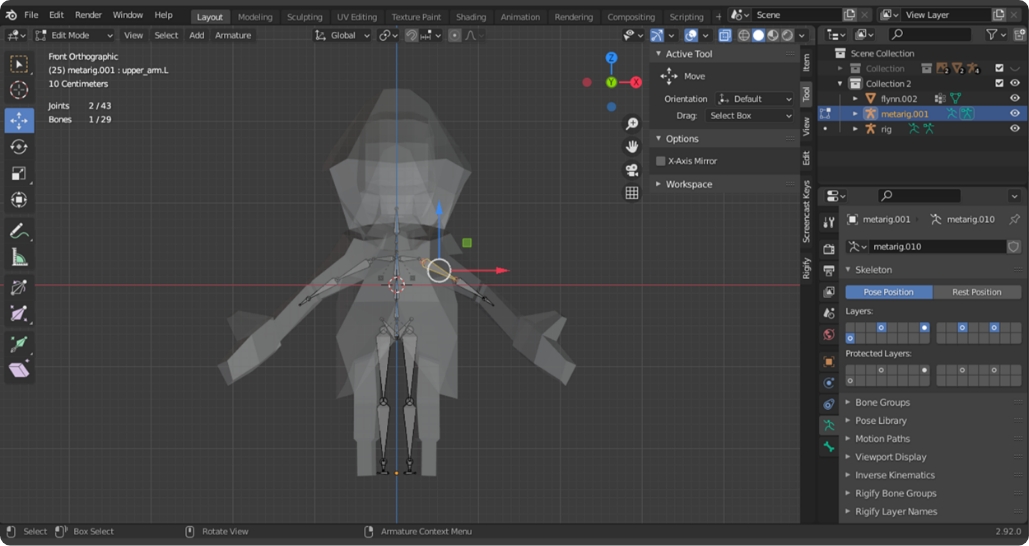 File Edit Render Window Help Layout Modeling Sculpting UV Editing Texture Paint Shading Animation Rendering Compositing Scripting + Scene View Layer
Edit Mode View Select Add Armature Global
Front Orthographic
(25) metarig.001 : upper_arm.L
10 Centimeters
Joints 2/43
Bones 1/29
Z
Y
X
Active Tool
Move
Orientation Default
Drag: Select Box
Options
X-Axis Mirror
Workspace
Item
Tool
View
Edit
Screencast Keys
Rigify
Scene Collection
Collection 2 2 4
Collection 2
flynn.002
metarig.001
rig
metarig.001 metarig.010
metarig.010
Skeleton
Pose Position Rest Position
Layers:
Protected Layers:
Bone Groups
Pose Library
Motion Paths
Viewport Display
Inverse Kinematics
Rigify Bone Groups
Rigify Layer Names
Select Box Select Rotate View Armature Context Menu 2.92.0